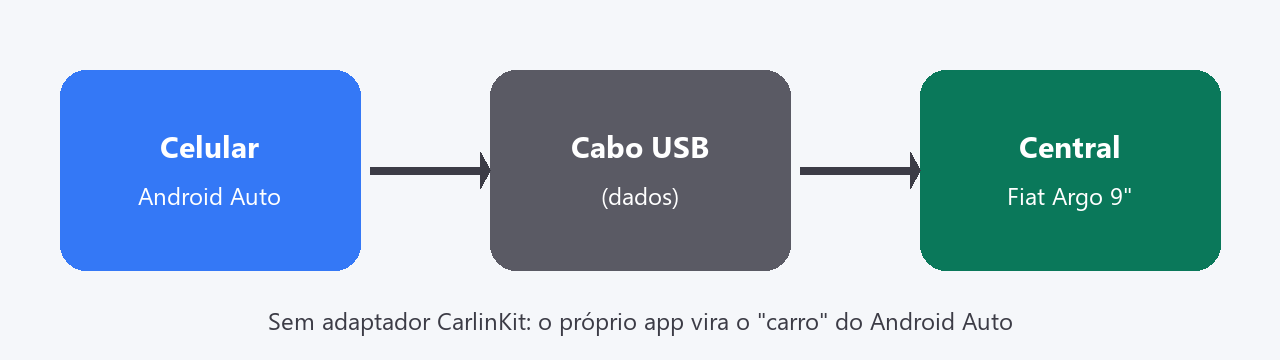 Celular
Android Auto
Cabo USB
(dados)
Central
Fiat Argo 9"
Sem adaptador CarlinKit: o próprio app vira o "carro" do Android Auto